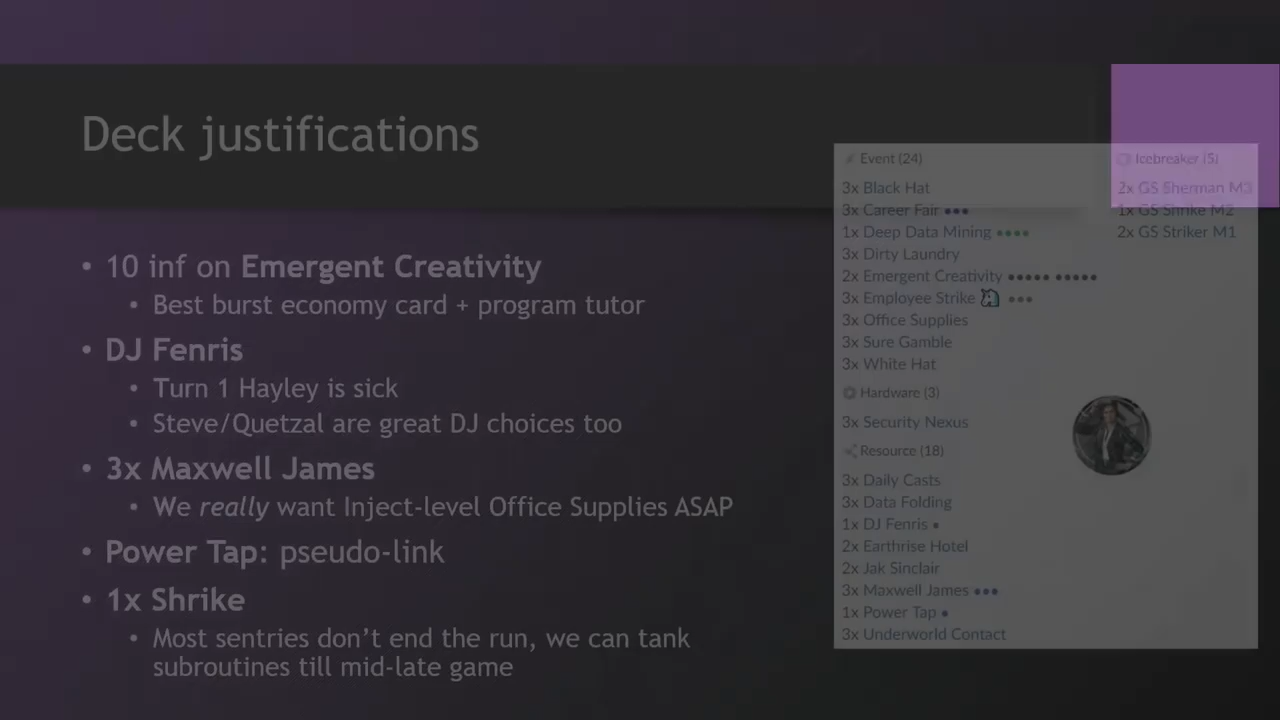 Deck justifications
• 10 inf on Emergent Creativity
• Best burst economy card + program tutor
• DJ Fenris
• Turn 1 Hayley is sick
• Steve/Quetzal are great DJ choices too
• 3x Maxwell James
• We really want Inject-level Office Supplies ASAP
• Power Tap: pseudo-link
• 1x Shrike
• Most sentries don't end the run, we can tank
subroutines till mid-late game
Event (24)
3x Black Hat
3x Career Fair •••
1x Deep Data Mining ••••
3x Dirty Laundry
2x Emergent Creativity ••••• •••••
3x Employee Strike •••
3x Office Supplies
3x Sure Gamble
3x White Hat
Hardware (3)
3x Security Nexus
Resource (18)
3x Daily Casts
3x Data Folding
1x DJ Fenris •
2x Earthrise Hotel
2x Jak Sinclair
3x Maxwell James •••
1x Power Tap •
3x Underworld Contact
Icebreaker (5)
2x GS Sherman M3
1x GS Shrike M2
2x GS Striker M1